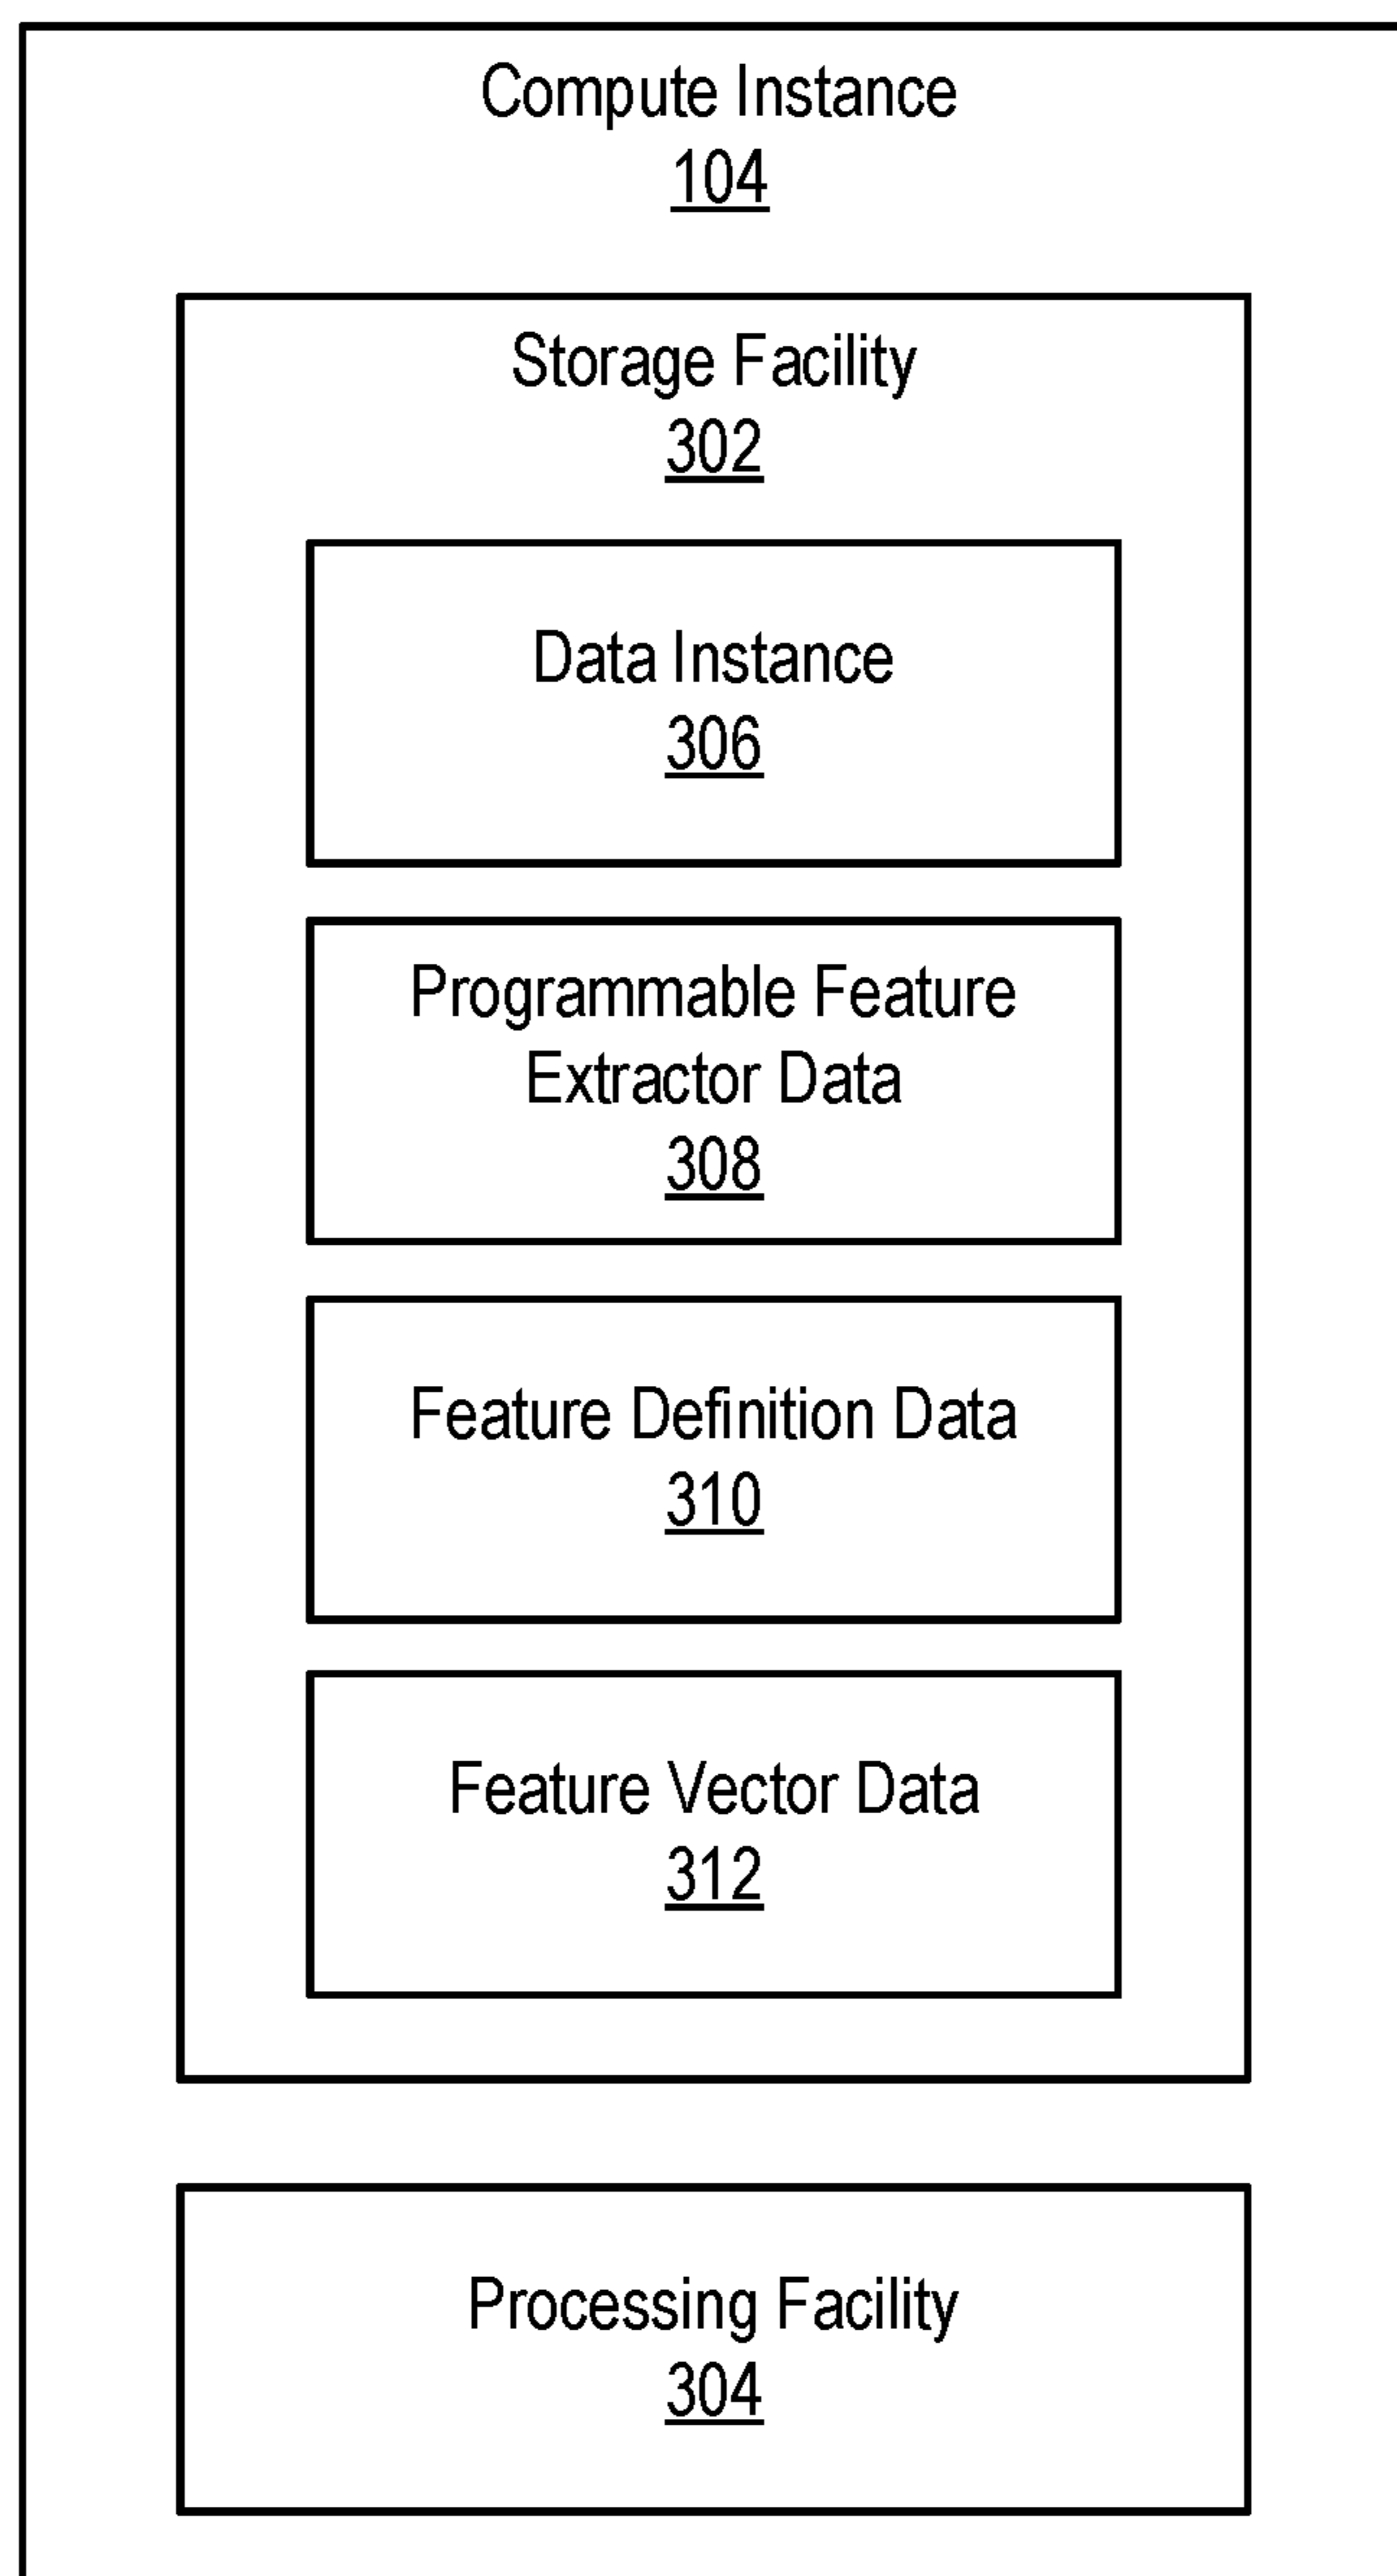 Compute Instance
104
Storage Facility
302
Data Instance
306
Programmable Feature
Extractor Data
308
Feature Definition Data
310
Feature Vector Data
312
Processing Facility
304